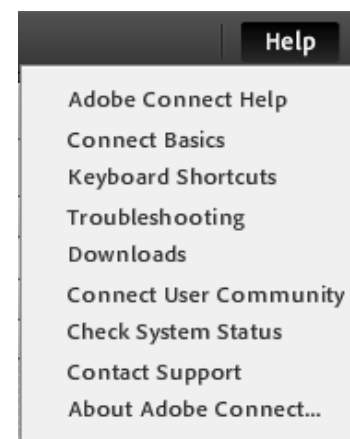 Help
Adobe Connect Help
Connect Basics
Keyboard Shortcuts
Troubleshooting
Downloads
Connect User Community
Check System Status
Contact Support
About Adobe Connect...